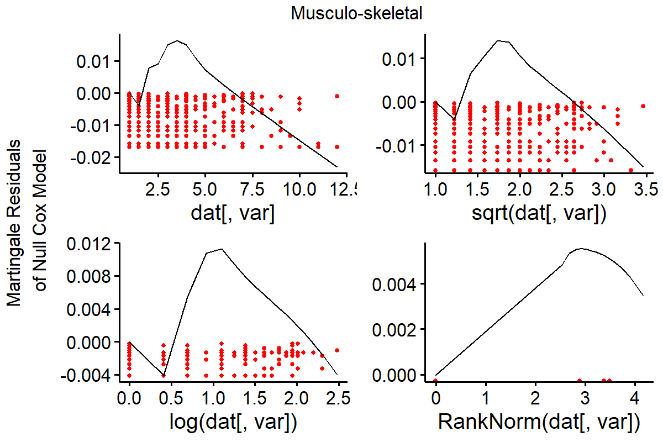 Musculo-skeletal
Martingale Residuals
of Null Cox Model
0.01
0.00
-0.01
-0.02
2.5 5.0 7.5 10.0 12.5
dat[, var]
0.01
0.00
-0.01
1.0 1.5 2.0 2.5 3.0 3.5
sqrt(dat[, var])
0.012
0.008
0.004
0.000
-0.004
0.0 0.5 1.0 1.5 2.0 2.5
log(dat[, var])
0.004
0.002
0.000
0 1 2 3 4
RankNorm(dat[, var])